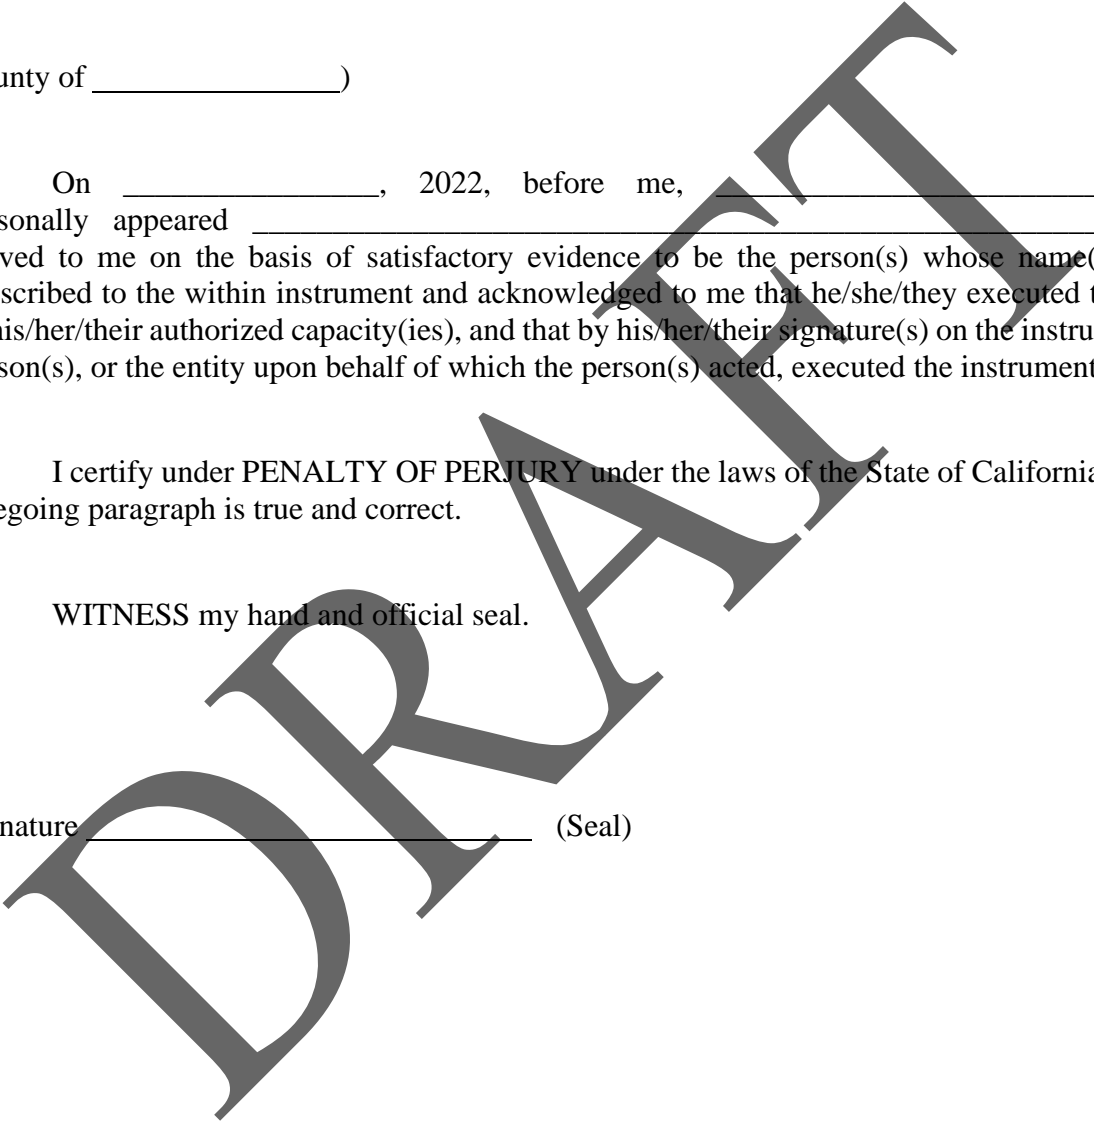 unty of _______________)
On ________________, 2022, before me, ________________________
sonally appeared _____________________________________________________
ved to me on the basis of satisfactory evidence to be the person(s) whose name(
scribed to the within instrument and acknowledged to me that he/she/they executed t
his/her/their authorized capacity(ies), and that by his/her/their signature(s) on the instru
son(s), or the entity upon behalf of which the person(s) acted, executed the instrument
I certify under PENALTY OF PERJURY under the laws of the State of California
egoing paragraph is true and correct.
WITNESS my hand and official seal.
nature ____________________________ (Seal)
DRAFT